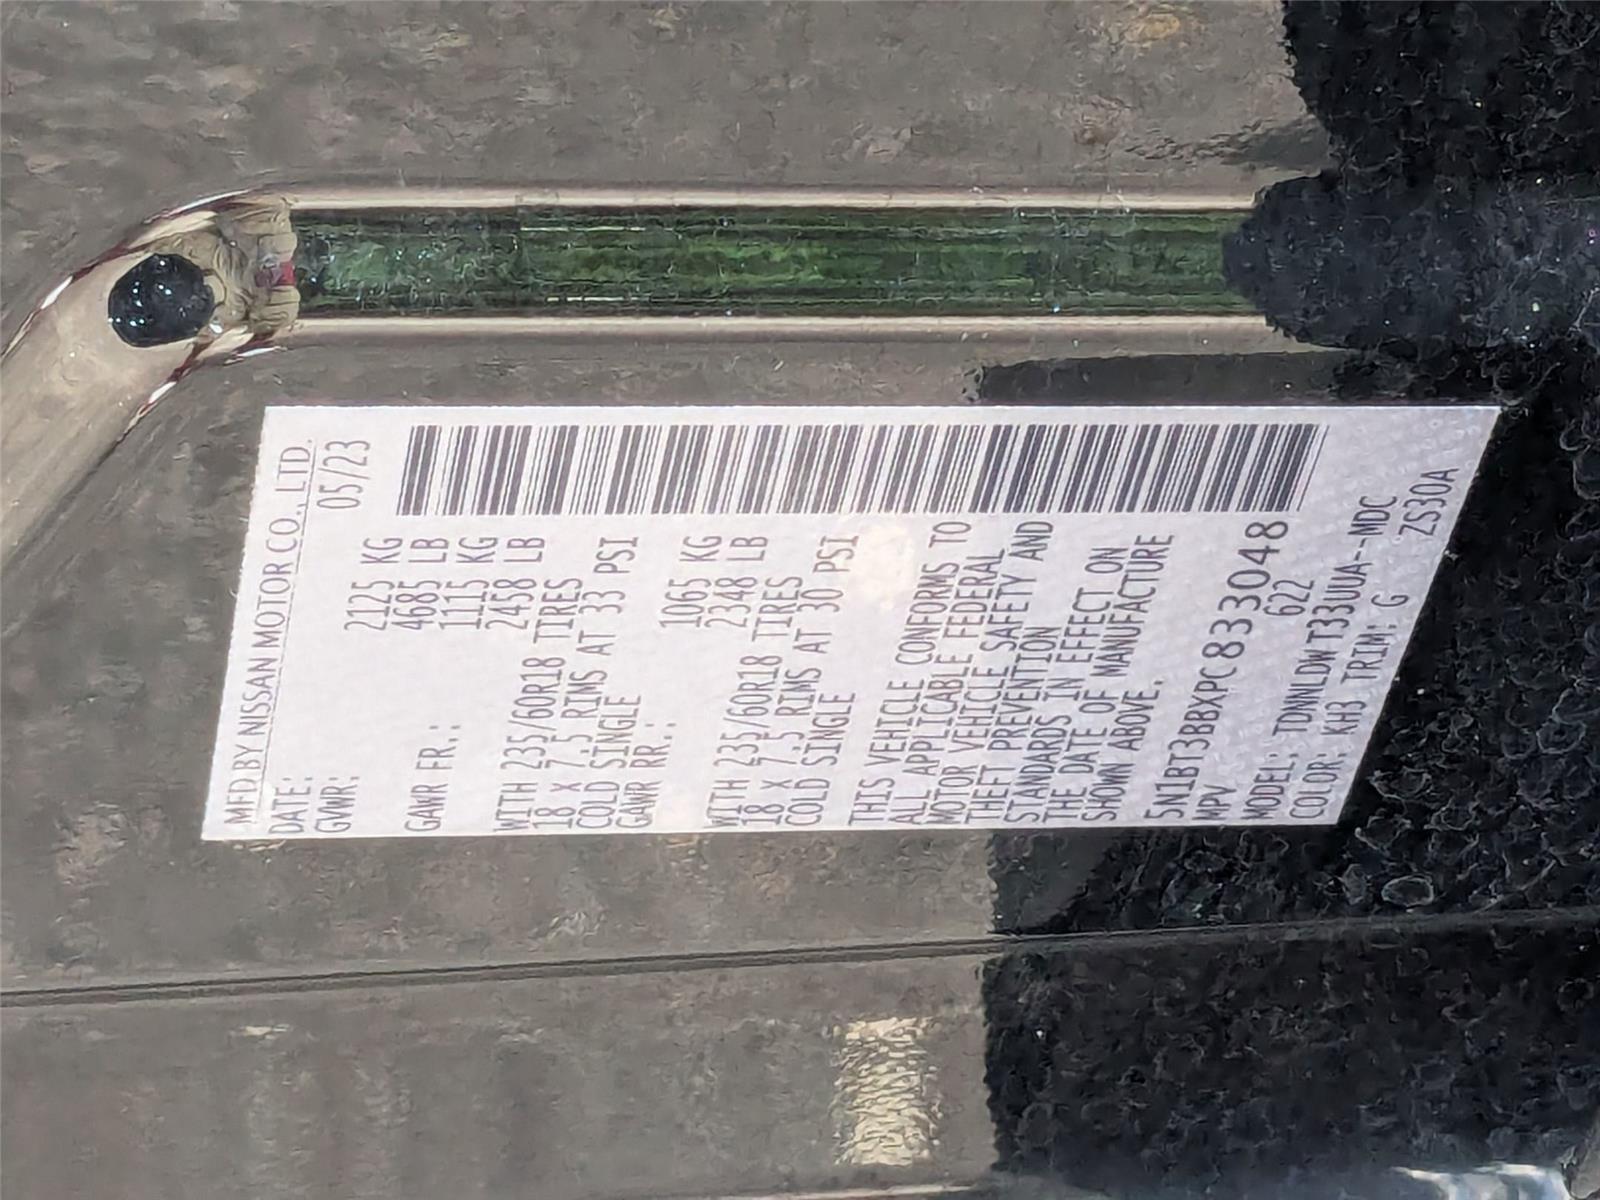 MFD BY NISSAN MOTOR CO., LTD.
DATE: 05/23
GVWR: 2125 KG
4685 LB
GAWR FR.: 1115 KG
2458 LB
WITH 235/60R18 TIRES
18 X 7.5 RIMS AT 33 PSI
COLD SINGLE
GAWR RR.: 1065 KG
2348 LB
WITH 235/60R18 TIRES
18 X 7.5 RIMS AT 30 PSI
COLD SINGLE
THIS VEHICLE CONFORMS TO
ALL APPLICABLE FEDERAL
MOTOR VEHICLE SAFETY AND
THEFT PREVENTION
STANDARDS IN EFFECT ON
THE DATE OF MANUFACTURE
SHOWN ABOVE.
5N1BT3BBXPC833048
MPV 622
MODEL: TDNNLDW T33UUA--MDC
COLOR: KH3 TRIM: G ZS30A